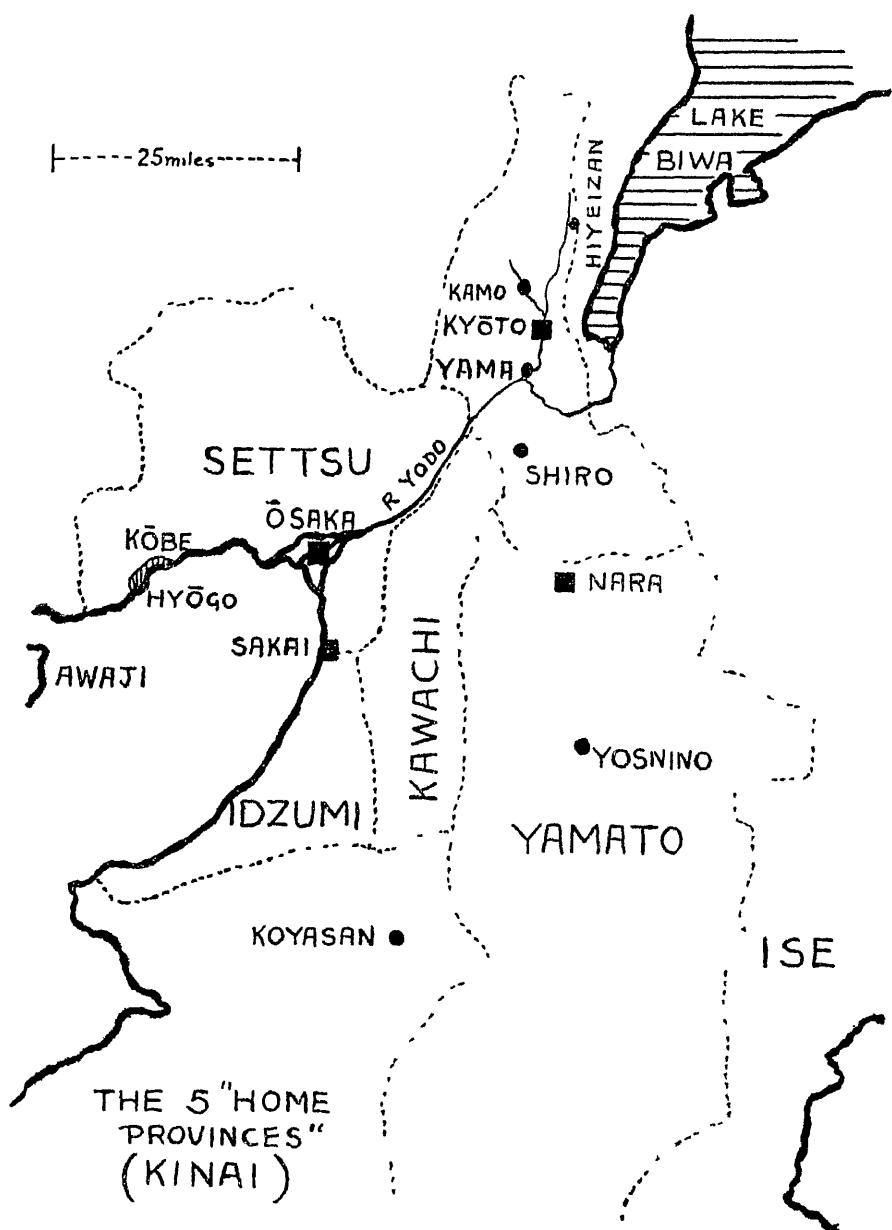 LAKE
BIWA
25 miles
HIYEIZAN
KAMO
KYŌTO
YAMA
SETTSU
R YODO
SHIRO
ŌSAKA
KŌBE
HYŌGO
NARA
SAKAI
AWAJI
KAWACHI
YOSNINO
IDZUMI
YAMATO
KOYASAN
ISE
THE 5 "HOME
PROVINCES"
(KINAI)